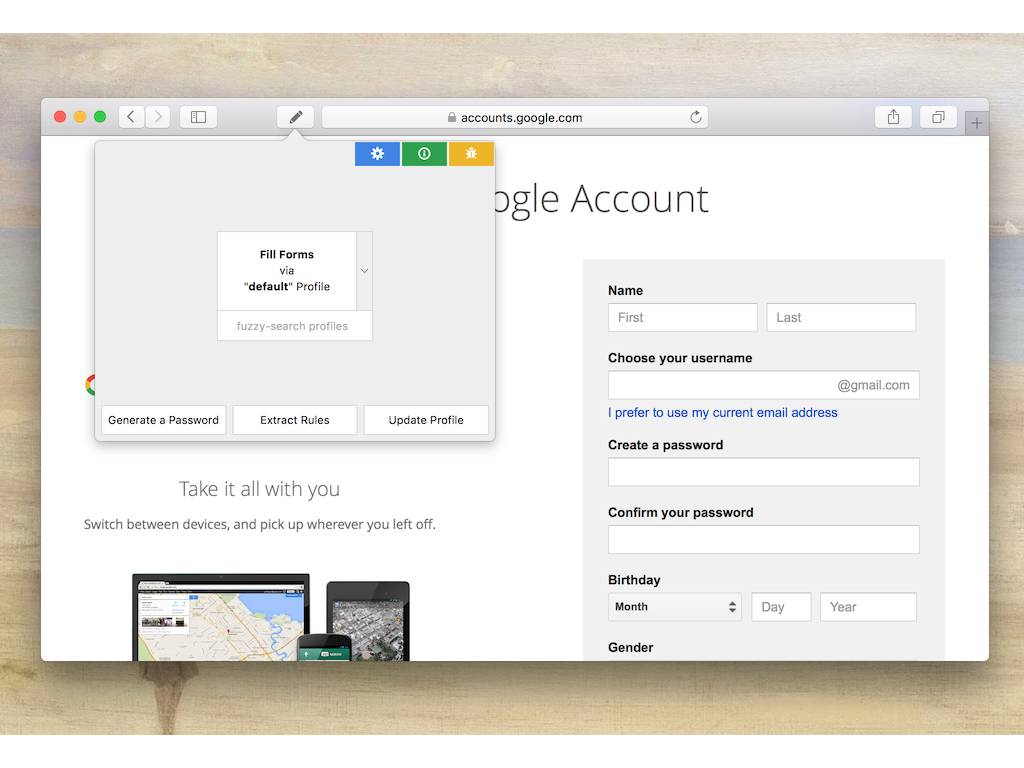 accounts.google.com
ogle Account
Fill Forms
via
"default" Profile
fuzzy-search profiles
Generate a Password
Extract Rules
Update Profile
Take it all with you
Switch between devices, and pick up wherever you left off.
Name
First
Last
Choose your username
@gmail.com
I prefer to use my current email address
Create a password
Confirm your password
Birthday
Month
Day
Year
Gender